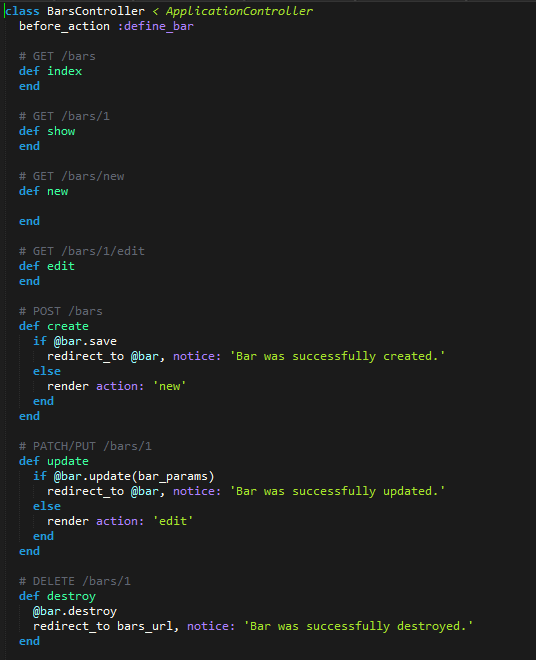 class BarsController < ApplicationController
  before_action :define_bar

  # GET /bars
  def index
  end

  # GET /bars/1
  def show
  end

  # GET /bars/new
  def new

  end

  # GET /bars/1/edit
  def edit
  end

  # POST /bars
  def create
    if @bar.save
      redirect_to @bar, notice: 'Bar was successfully created.'
    else
      render action: 'new'
    end
  end

  # PATCH/PUT /bars/1
  def update
    if @bar.update(bar_params)
      redirect_to @bar, notice: 'Bar was successfully updated.'
    else
      render action: 'edit'
    end
  end

  # DELETE /bars/1
  def destroy
    @bar.destroy
    redirect_to bars_url, notice: 'Bar was successfully destroyed.'
  end